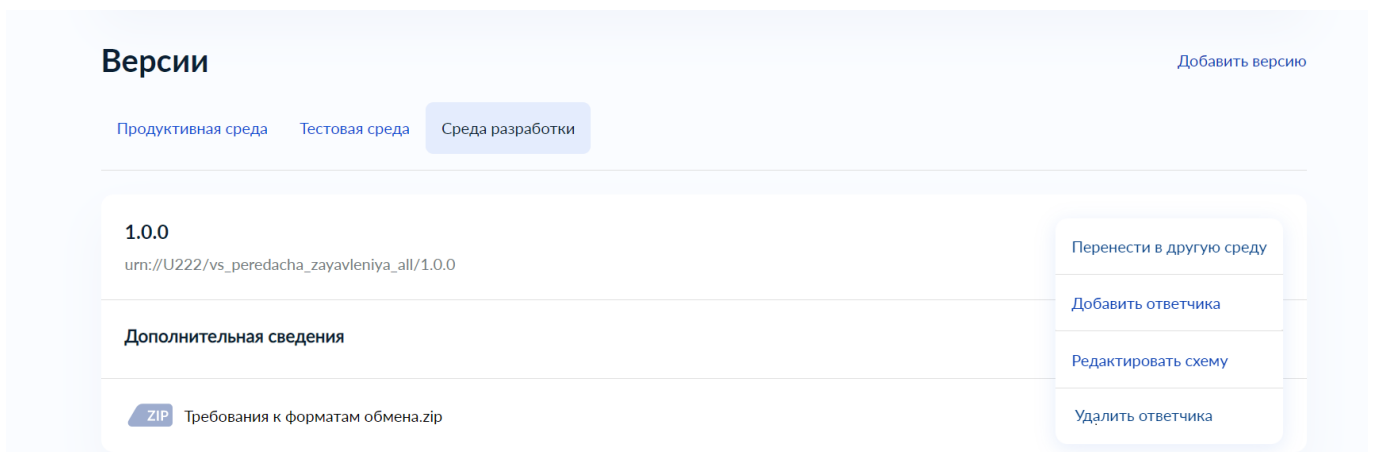 Версии
Добавить версию
Продуктивная среда
Тестовая среда
Среда разработки
1.0.0
urn://U222/vs_peredacha_zayavleniya_all/1.0.0
Перенести в другую среду
Добавить ответчика
Дополнительная сведения
Редактировать схему
ZIP Требования к форматам обмена.zip
Удалить ответчика